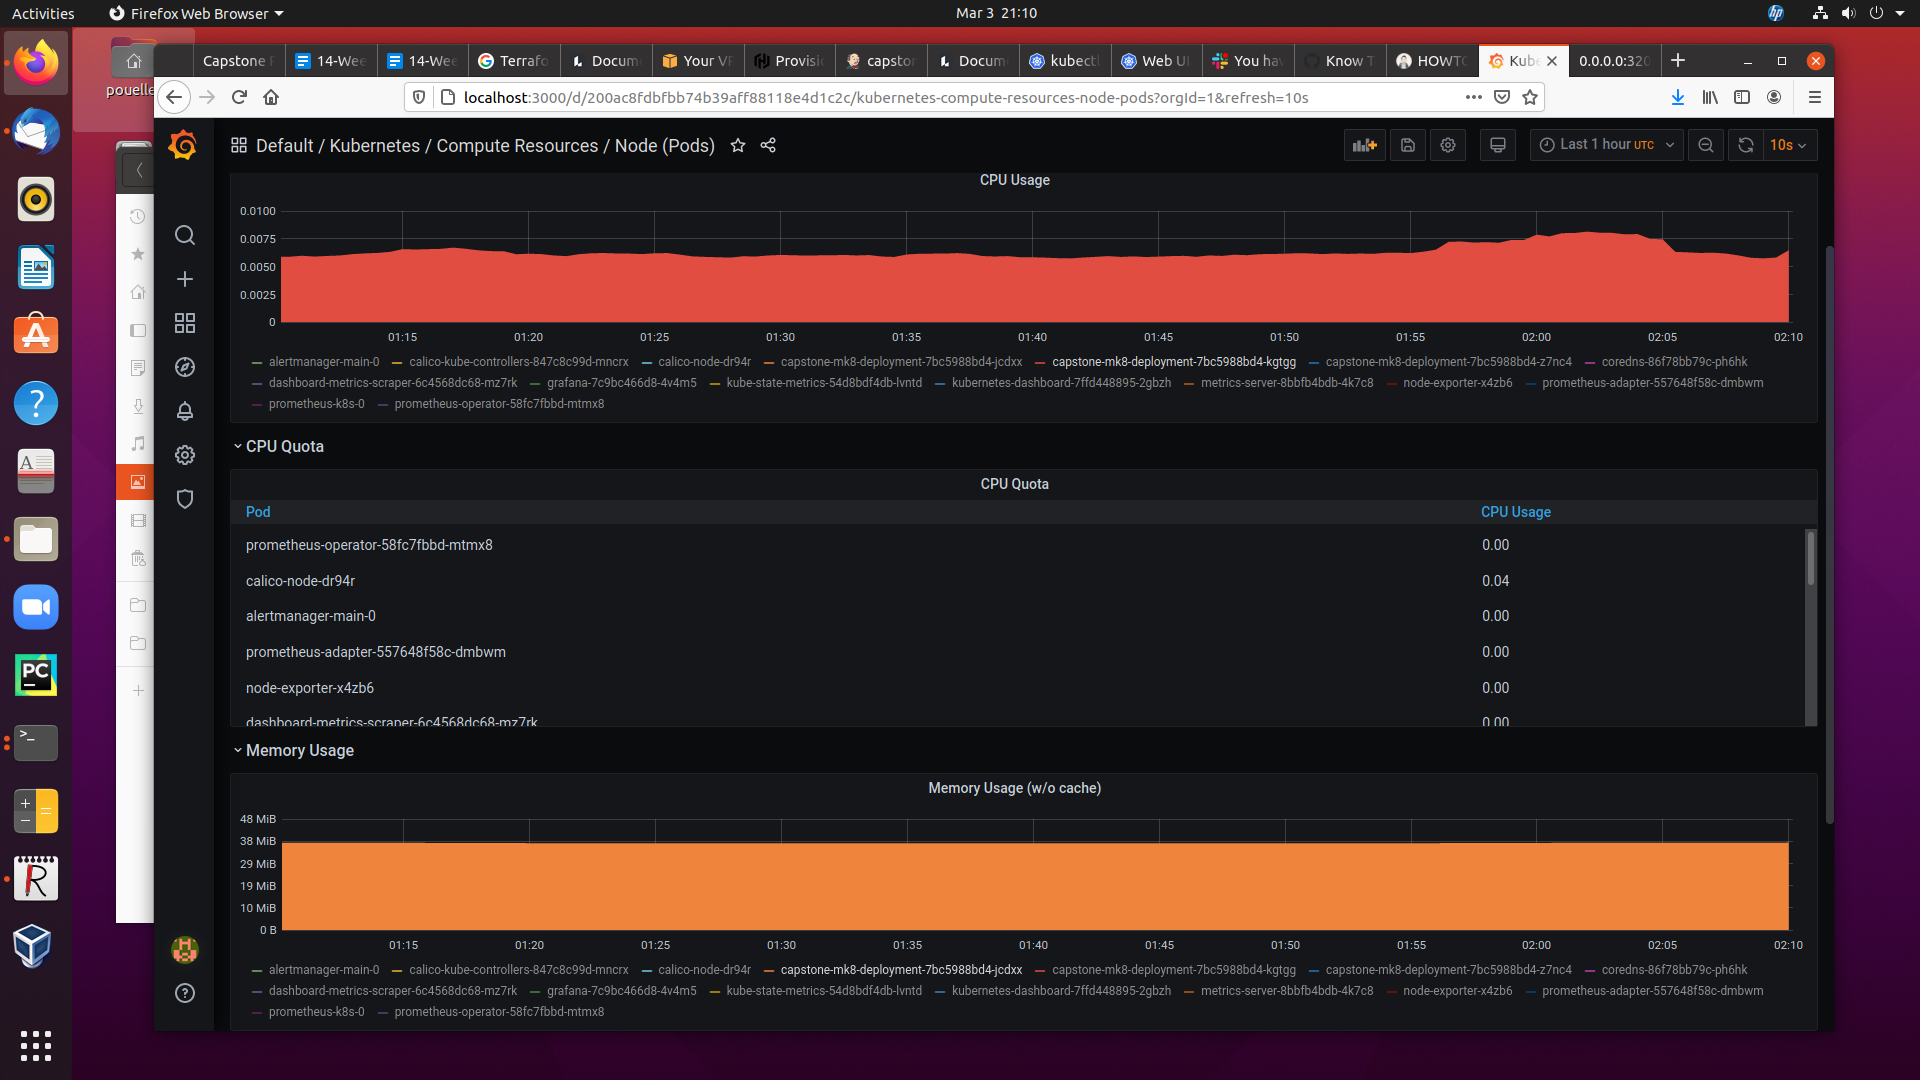 Activities Firefox Web Browser Mar 3 21:10
pouelle
Capstone 14-Wee 14-Wee Terrafo Docum Your VP Provisi capston Docum kubectl Web UI You hav Know T HOWTO Kube 0.0.0.0:320
localhost:3000/d/200ac8fdbfbb74b39aff88118e4d1c2c/kubernetes-compute-resources-node-pods?orgId=1&refresh=10s
Default / Kubernetes / Compute Resources / Node (Pods) Last 1 hour UTC 10s
CPU Usage
0.0100
0.0075
0.0050
0.0025
0
01:15 01:20 01:25 01:30 01:35 01:40 01:45 01:50 01:55 02:00 02:05 02:10
alertmanager-main-0 calico-kube-controllers-847c8c99d-mncrx calico-node-dr94r capstone-mk8-deployment-7bc5988bd4-jcdxx capstone-mk8-deployment-7bc5988bd4-kgtgg capstone-mk8-deployment-7bc5988bd4-z7nc4 coredns-86f78bb79c-ph6hk
dashboard-metrics-scraper-6c4568dc68-mz7rk grafana-7c9bc466d8-4v4m5 kube-state-metrics-54d8bdf4db-lvntd kubernetes-dashboard-7ffd448895-2gbzh metrics-server-8bbfb4bdb-4k7c8 node-exporter-x4zb6 prometheus-adapter-557648f58c-dmbwm
prometheus-k8s-0 prometheus-operator-58fc7fbbd-mtmx8
CPU Quota
CPU Quota
Pod CPU Usage
prometheus-operator-58fc7fbbd-mtmx8 0.00
calico-node-dr94r 0.04
alertmanager-main-0 0.00
prometheus-adapter-557648f58c-dmbwm 0.00
node-exporter-x4zb6 0.00
dashboard-metrics-scraper-6c4568dc68-mz7rk 0.00
Memory Usage
Memory Usage (w/o cache)
48 MiB
38 MiB
29 MiB
19 MiB
10 MiB
0 B
01:15 01:20 01:25 01:30 01:35 01:40 01:45 01:50 01:55 02:00 02:05 02:10
alertmanager-main-0 calico-kube-controllers-847c8c99d-mncrx calico-node-dr94r capstone-mk8-deployment-7bc5988bd4-jcdxx capstone-mk8-deployment-7bc5988bd4-kgtgg capstone-mk8-deployment-7bc5988bd4-z7nc4 coredns-86f78bb79c-ph6hk
dashboard-metrics-scraper-6c4568dc68-mz7rk grafana-7c9bc466d8-4v4m5 kube-state-metrics-54d8bdf4db-lvntd kubernetes-dashboard-7ffd448895-2gbzh metrics-server-8bbfb4bdb-4k7c8 node-exporter-x4zb6 prometheus-adapter-557648f58c-dmbwm
prometheus-k8s-0 prometheus-operator-58fc7fbbd-mtmx8